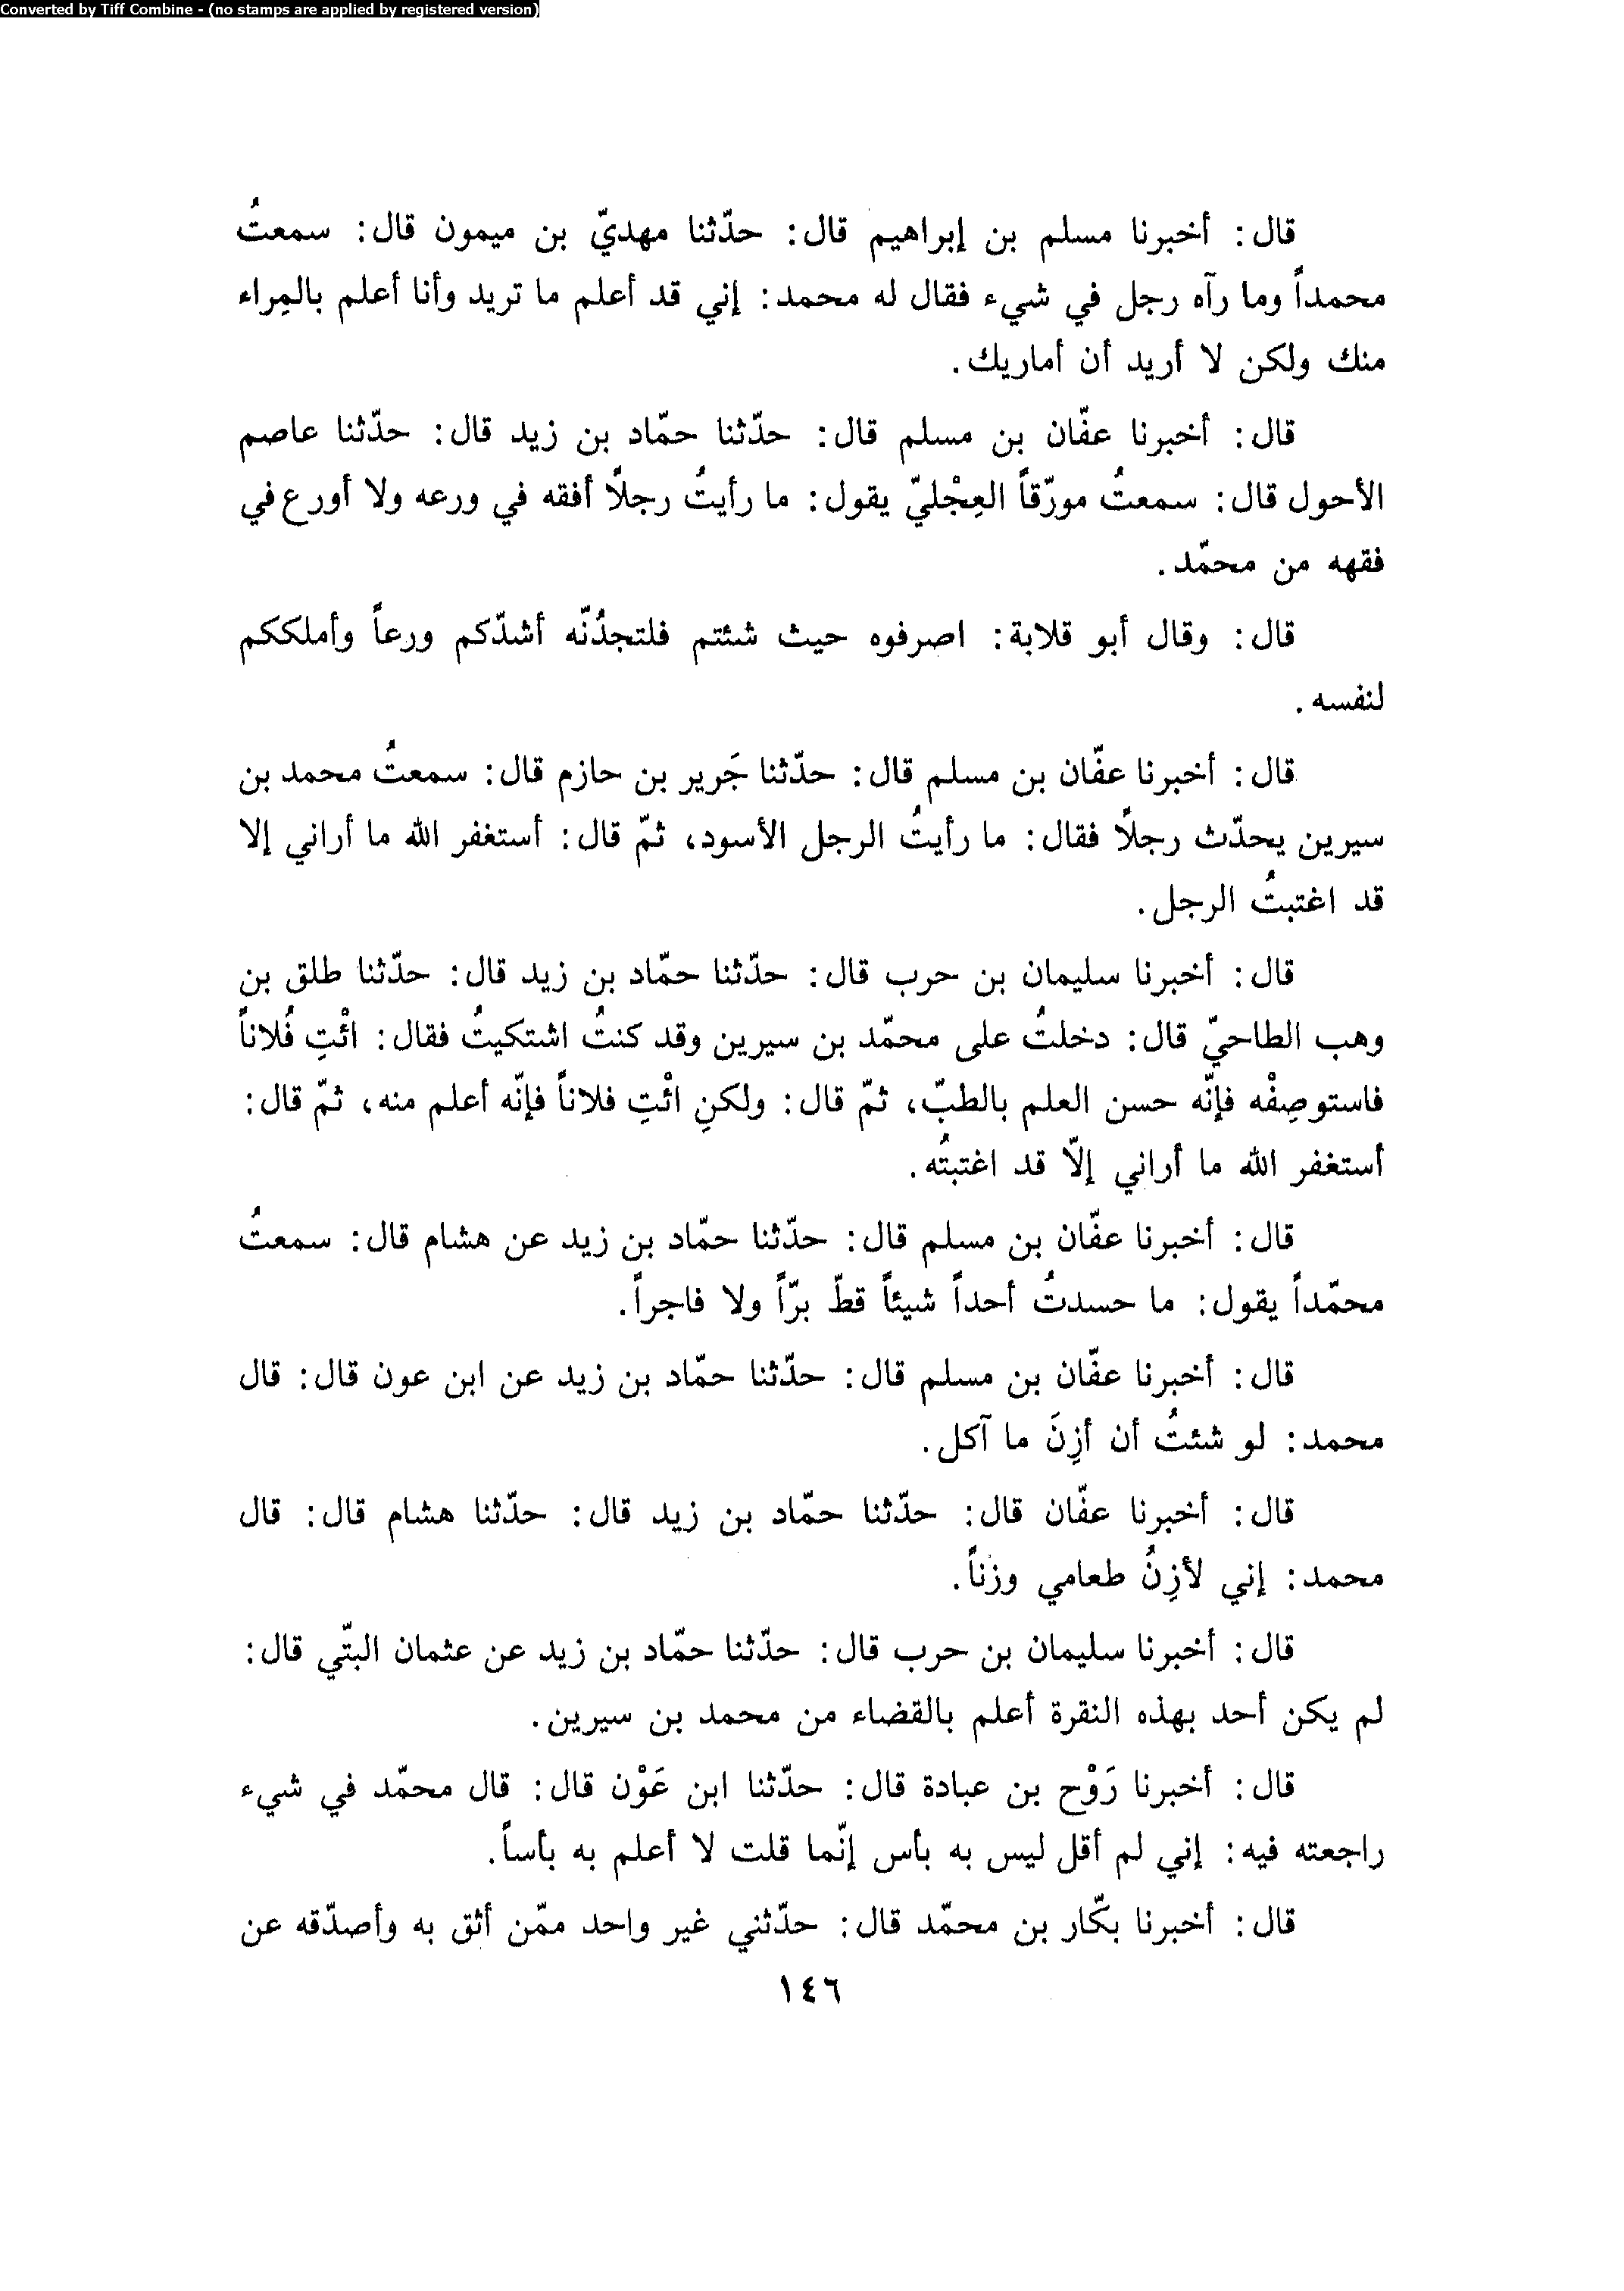 Converted by Tiff Combine - (no stamps are applied by registered version)
قال: أخبرنا مسلم بن إبراهيم قال: حدّثنا مهديّ بن ميمون قال: سمعتُ
محمداً وما رآه رجل في شيء فقال له محمد: إني قد أعلم ما تريد وأنا أعلم بالمِراء
منك ولكن لا أريد أن أماريك.
قال: أخبرنا عفّان بن مسلم قال: حدّثنا حمّاد بن زيد قال: حدّثنا عاصم
الأحول قال: سمعتُ مورّقاً العِجْليّ يقول: ما رأيتُ رجلاً أفقه في ورعه ولا أورع في
فقهه من محمّد.
قال: وقال أبو قلابة: اصرفوه حيث شئتم فلتجدُنّه أشدّكم ورعاً وأملككم
لنفسه.
قال: أخبرنا عفّان بن مسلم قال: حدّثنا جَرير بن حازم قال: سمعتُ محمد بن
سيرين يحدّث رجلاً فقال: ما رأيتُ الرجل الأسود، ثمّ قال: أستغفر الله ما أراني إلا
قد اغتبتُ الرجل.
قال: أخبرنا سليمان بن حرب قال: حدّثنا حمّاد بن زيد قال: حدّثنا طلق بن
وهب الطاحيّ قال: دخلتُ على محمّد بن سيرين وقد كنتُ اشتكيتُ فقال: ائْتِ فُلاناً
فاستوصِفْه فإنّه حسن العلم بالطبّ، ثمّ قال: ولكنِ ائْتِ فلاناً فإنّه أعلم منه، ثمّ قال:
أستغفر الله ما أراني إلاّ قد اغتبتُه.
قال: أخبرنا عفّان بن مسلم قال: حدّثنا حمّاد بن زيد عن هشام قال: سمعتُ
محمّداً يقول: ما حسدتُ أحداً شيئاً قطّ برّاً ولا فاجراً.
قال: أخبرنا عفّان بن مسلم قال: حدّثنا حمّاد بن زيد عن ابن عون قال: قال
محمد: لو شئتُ أن أزِنَ ما آكل.
قال: أخبرنا عفّان قال: حدّثنا حمّاد بن زيد قال: حدّثنا هشام قال: قال
محمد: إني لأزِنُ طعامي وزناً.
قال: أخبرنا سليمان بن حرب قال: حدّثنا حمّاد بن زيد عن عثمان البتّي قال:
لم يكن أحد بهذه النقرة أعلم بالقضاء من محمد بن سيرين.
قال: أخبرنا رَوْح بن عبادة قال: حدّثنا ابن عَوْن قال: قال محمّد في شيء
راجعته فيه: إني لم أقل ليس به بأس إنّما قلت لا أعلم به بأساً.
قال: أخبرنا بكّار بن محمّد قال: حدّثني غير واحد ممّن أثق به وأصدّقه عن
١٤٦